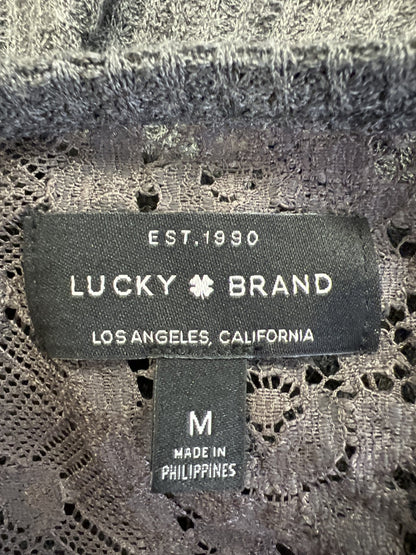 EST.1990
LUCKY BRAND
LOS ANGELES, CALIFORNIA
M
MADE IN
PHILIPPINES